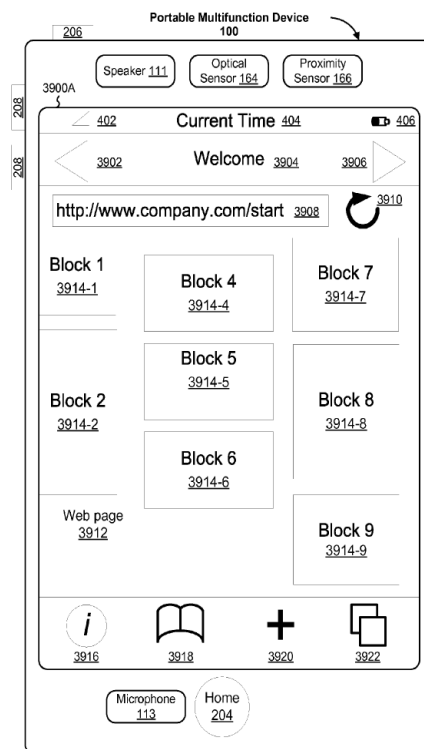 Portable Multifunction Device
100
206
Speaker 111
Optical
Sensor 164
Proximity
Sensor 166
3900A
208
208
402
Current Time 404
406
3902
Welcome 3904
3906
http://www.company.com/start 3908
3910
Block 1
3914-1
Block 4
3914-4
Block 7
3914-7
Block 5
3914-5
Block 2
3914-2
Block 8
3914-8
Block 6
3914-6
Web page
3912
Block 9
3914-9
i
3916
3918
+
3920
3922
Microphone
113
Home
204